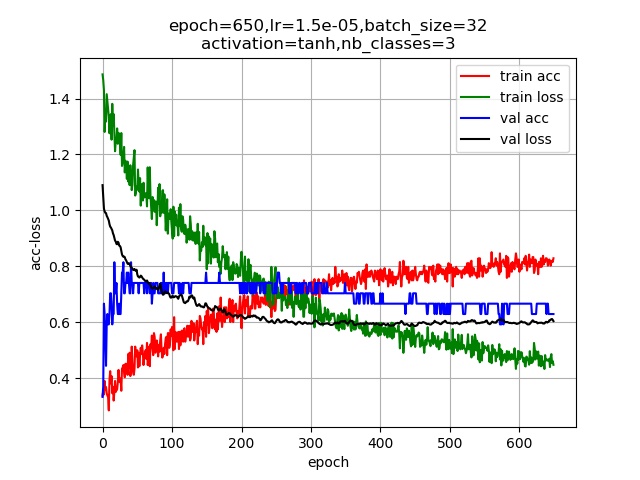 epoch=650,lr=1.5e-05,batch_size=32
activation=tanh,nb_classes=3
train acc
train loss
val acc
val loss
acc-loss
1.4
1.2
1.0
0.8
0.6
0.4
0
100
200
300
400
500
600
epoch